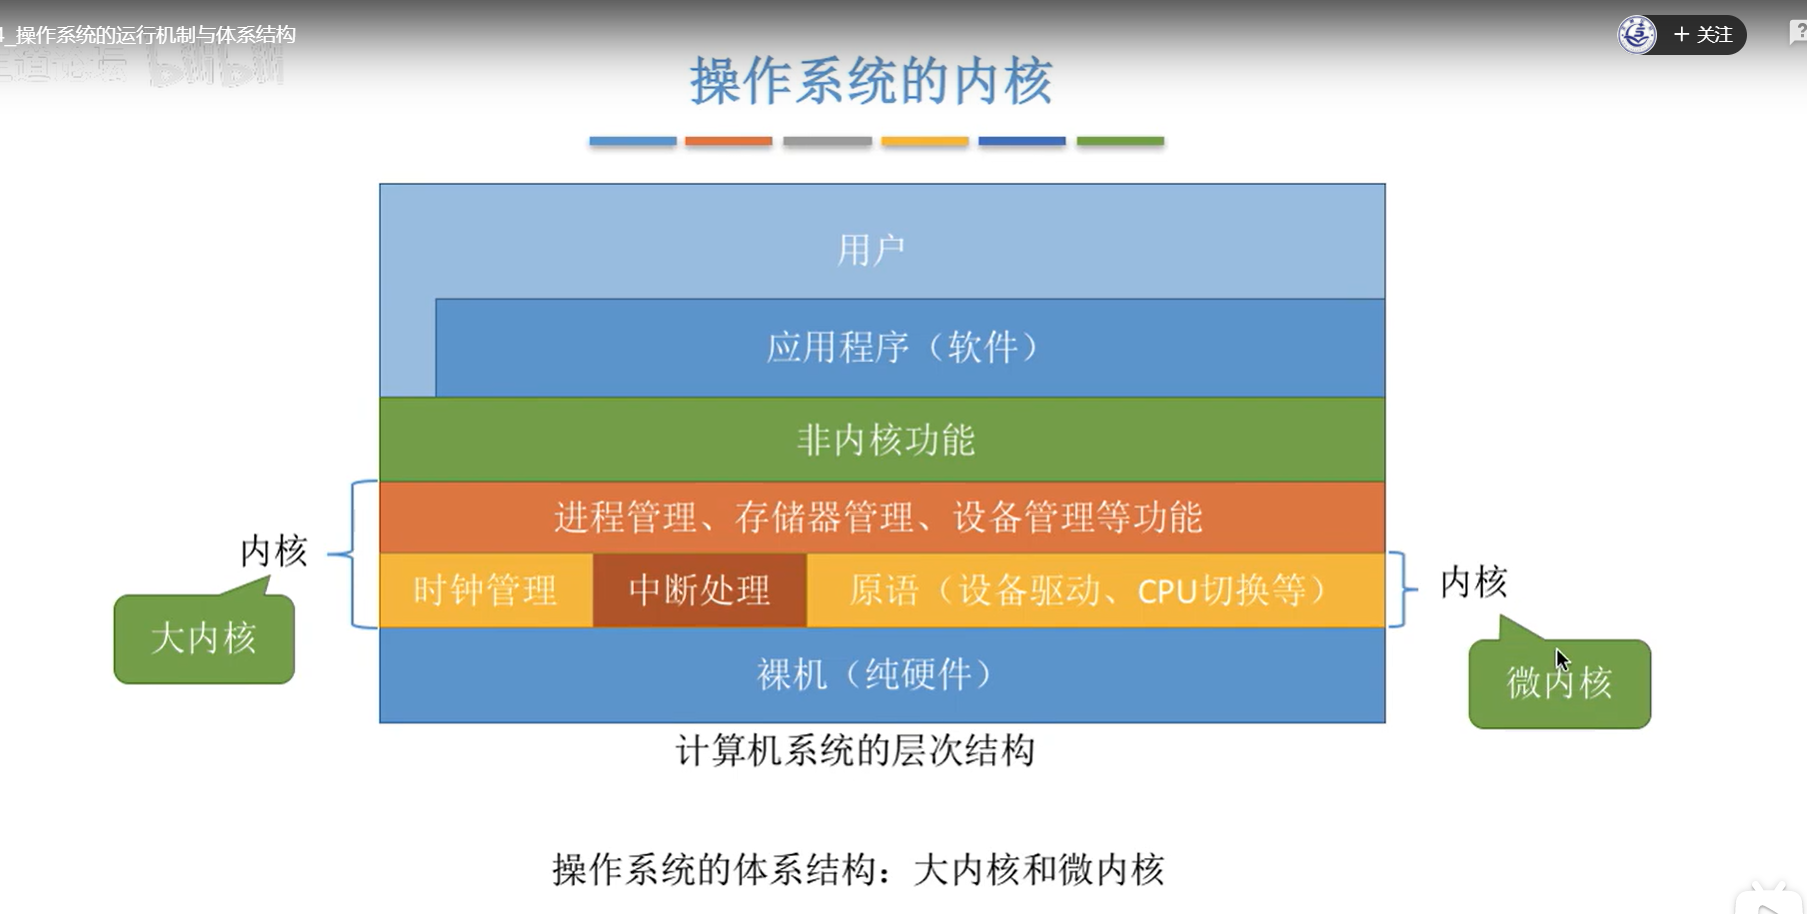 4_操作系统的运行机制与体系结构
＋ 关注
王道论坛 bilibili
操作系统的内核
用户
应用程序（软件）
非内核功能
进程管理、存储器管理、设备管理等功能
内核
大内核
时钟管理
中断处理
原语（设备驱动、CPU切换等）
内核
微内核
裸机（纯硬件）
计算机系统的层次结构
操作系统的体系结构：大内核和微内核